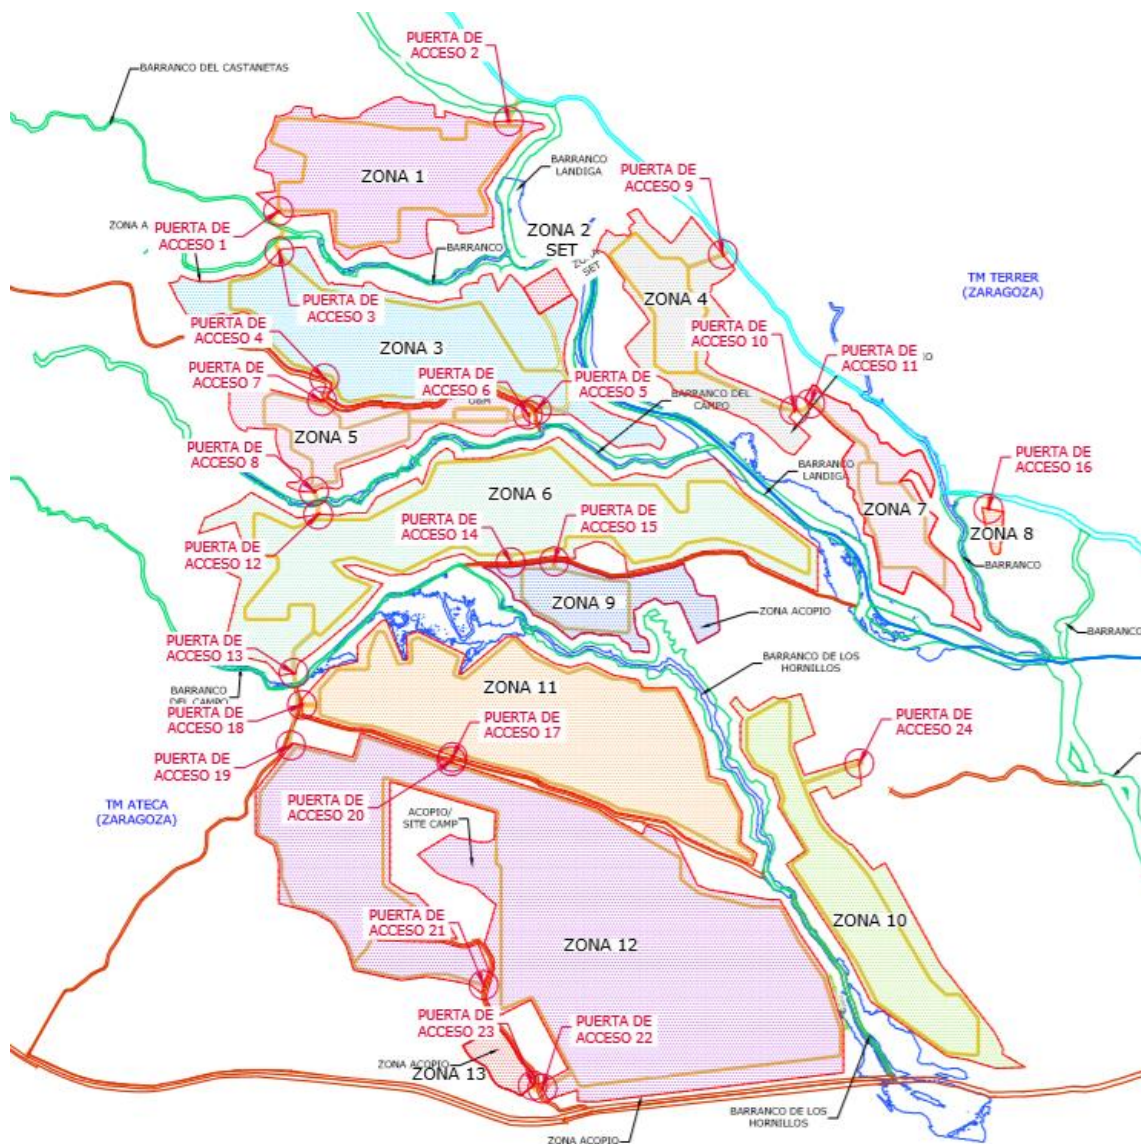 PUERTA DE
ACCESO 2
BARRANCO DEL CASTANETAS
ZONA 1
BARRANCO
LANDIGA
PUERTA DE
ACCESO 9
ZONA A
PUERTA DE
ACCESO 1
ZONA 2
SET
BARRANCO
SET
TM TERRER
(ZARAGOZA)
PUERTA DE
ACCESO 3
ZONA 4
PUERTA DE
ACCESO 4
ZONA 3
PUERTA DE
ACCESO 10
PUERTA DE
ACCESO 11
PUERTA DE
ACCESO 7
PUERTA DE
ACCESO 6
PUERTA DE
ACCESO 5
BARRANCO DEL
CAMPO
ZONA 5
PUERTA DE
ACCESO 8
BARRANCO
LANDIGA
PUERTA DE
ACCESO 16
ZONA 6
ZONA 7
PUERTA DE
ACCESO 14
PUERTA DE
ACCESO 15
ZONA 8
PUERTA DE
ACCESO 12
BARRANCO
ZONA 9
ZONA ACOPIO
BARRANCO
PUERTA DE
ACCESO 13
BARRANCO DE LOS
HORNILLOS
BARRANCO
DEL CAMPO
ZONA 11
PUERTA DE
ACCESO 18
PUERTA DE
ACCESO 17
PUERTA DE
ACCESO 24
PUERTA DE
ACCESO 19
TM ATECA
(ZARAGOZA)
PUERTA DE
ACCESO 20
ACOPIO/
SITE CAMP
PUERTA DE
ACCESO 21
ZONA 12
ZONA 10
PUERTA DE
ACCESO 23
PUERTA DE
ACCESO 22
ZONA ACOPIO
ZONA 13
BARRANCO DE LOS
HORNILLOS
ZONA ACOPIO